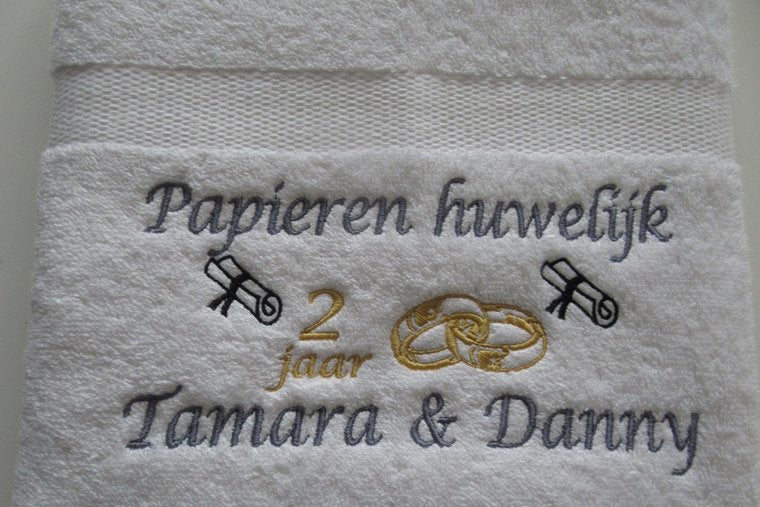 Papieren huwelijk
2
jaar
Tamara & Danny